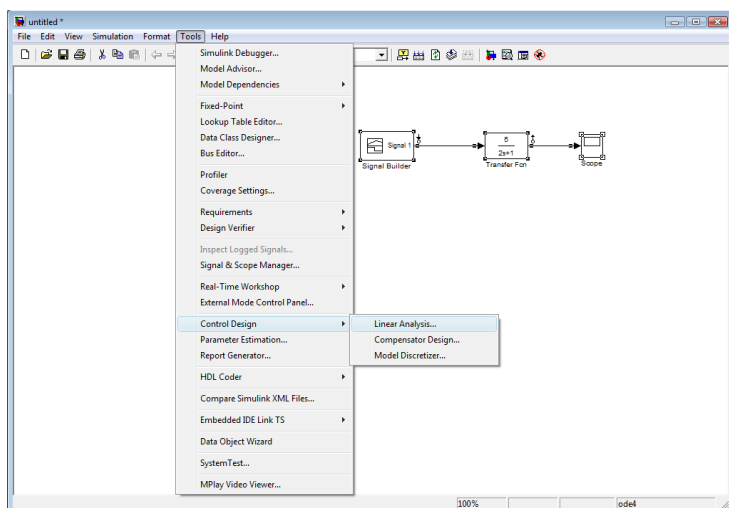 untitled *
File Edit View Simulation Format Tools Help
Simulink Debugger...
Model Advisor...
Model Dependencies
Fixed-Point
Lookup Table Editor...
Data Class Designer...
Bus Editor...
Profiler
Coverage Settings...
Requirements
Design Verifier
Inspect Logged Signals...
Signal & Scope Manager...
Real-Time Workshop
External Mode Control Panel...
Control Design
Parameter Estimation...
Report Generator...
HDL Coder
Compare Simulink XML Files...
Embedded IDE Link TS
Data Object Wizard
SystemTest...
MPlay Video Viewer...
Linear Analysis...
Compensator Design...
Model Discretizer...
Signal 1
Signal Builder
5
2s+1
Transfer Fcn
Scope
100% ode4